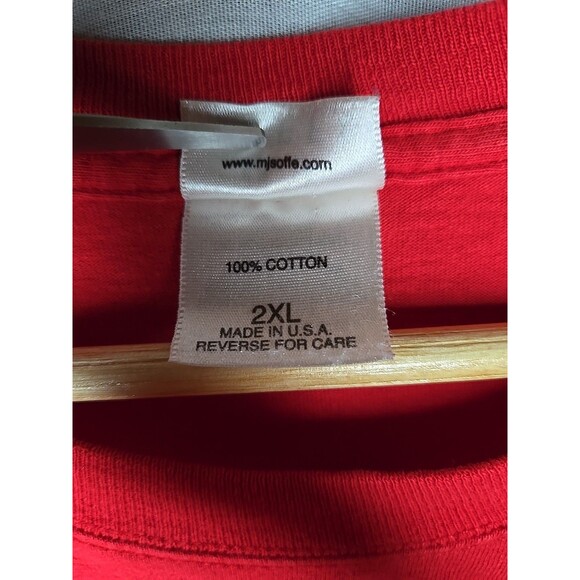 www.mjsoffe.com
100% COTTON
2XL
MADE IN U.S.A.
REVERSE FOR CARE